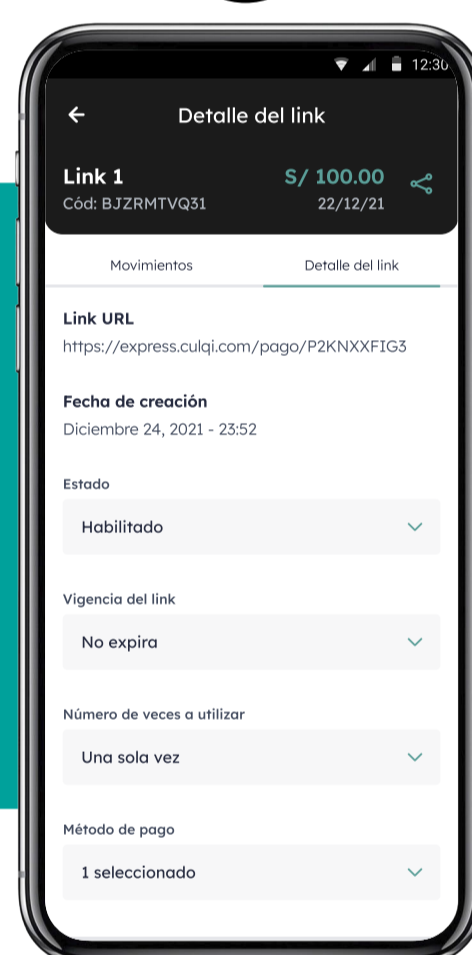 12:30
Detalle del link
Link 1 S/ 100.00
Cód: BJZRMTVQ31 22/12/21
Movimientos Detalle del link
Link URL
https://express.culqi.com/pago/P2KNXXFIG3
Fecha de creación
Diciembre 24, 2021 - 23:52
Estado
Habilitado
Vigencia del link
No expira
Número de veces a utilizar
Una sola vez
Método de pago
1 seleccionado